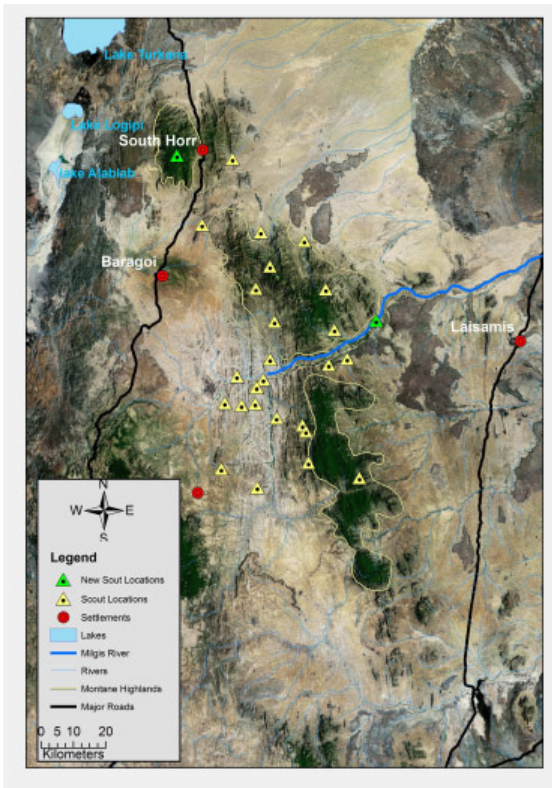 Lake Turkana
Lake Logipi
South Horr
Lake Alablab
Baragoi
Laisamis
N
W E
S
Legend
New Sout Locations
Scout Locations
Settlements
Lakes
Milgis River
Rivers
Montane Highlands
Major Roads
0 5 10 20
Kilometers